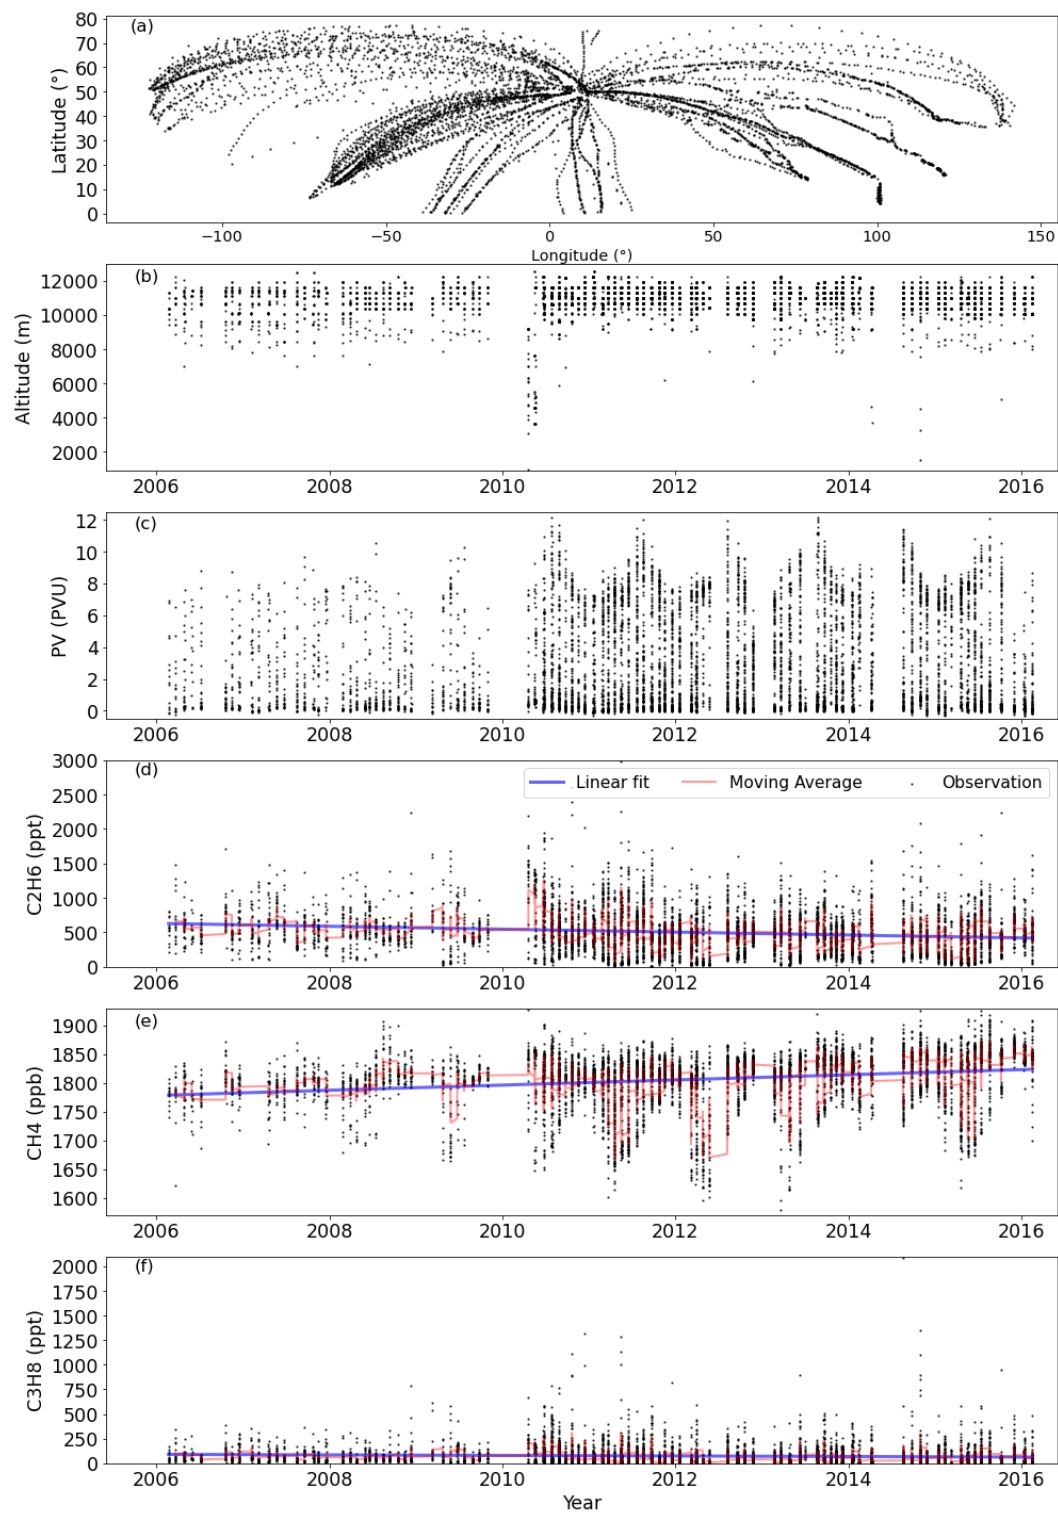 (a)
80
70
60
50
40
30
20
10
0
Latitude (°)
−100 −50 0 50 100 150
Longitude (°)
(b)
12000
10000
8000
6000
4000
2000
Altitude (m)
2006 2008 2010 2012 2014 2016
(c)
12
10
8
6
4
2
0
PV (PVU)
2006 2008 2010 2012 2014 2016
(d)
Linear fit Moving Average Observation
3000
2500
2000
1500
1000
500
0
C2H6 (ppt)
2006 2008 2010 2012 2014 2016
(e)
1900
1850
1800
1750
1700
1650
1600
CH4 (ppb)
2006 2008 2010 2012 2014 2016
(f)
2000
1750
1500
1250
1000
750
500
250
0
C3H8 (ppt)
2006 2008 2010 2012 2014 2016
Year